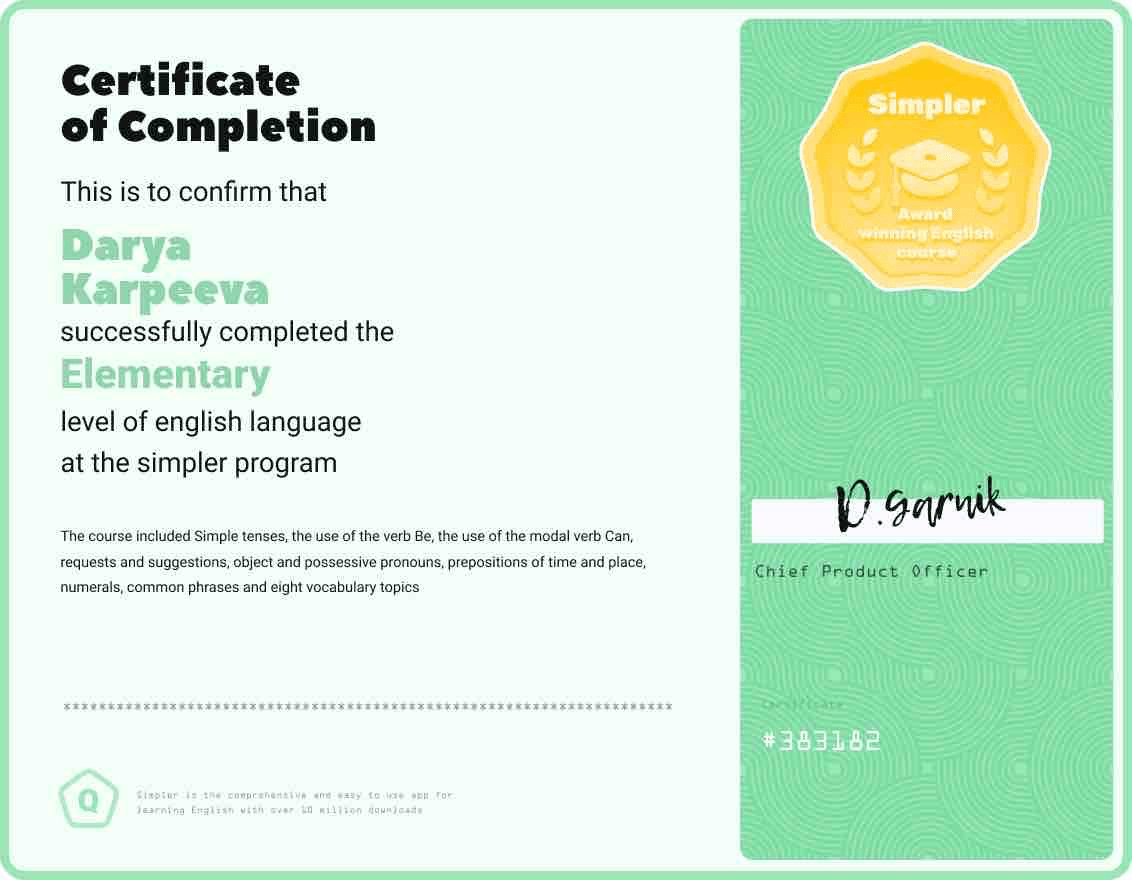 Certificate
of Completion
This is to confirm that
Darya
Karpeeva
successfully completed the
Elementary
level of english language
at the simpler program
The course included Simple tenses, the use of the verb Be, the use of the modal verb Can,
requests and suggestions, object and possessive pronouns, prepositions of time and place,
numerals, common phrases and eight vocabulary topics
*********************************************************************
Q
Simpler is the comprehensive and easy to use app for
learning English with over 10 million downloads
Simpler
Award
winning English
course
D.Garnik
Chief Product Officer
Certificate
#383182